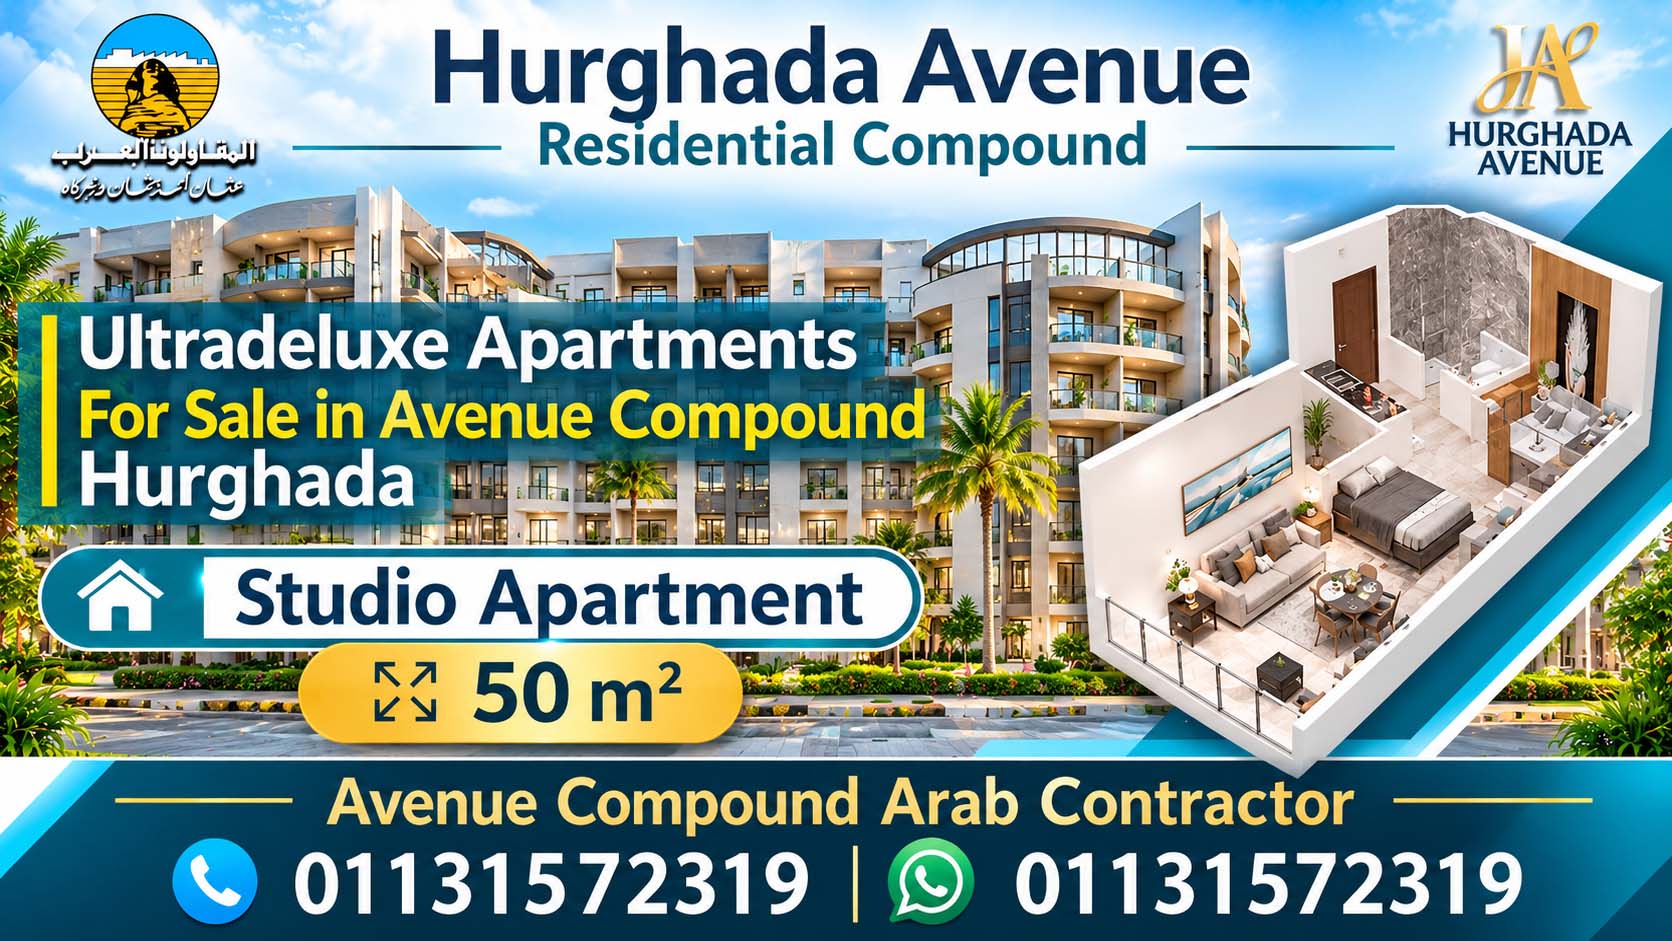 المقاولون العرب
عثمان أحمد عثمان وشركاه
Hurghada Avenue
Residential Compound
HURGHADA
AVENUE
Ultradeluxe Apartments
For Sale in Avenue Compound
Hurghada
Studio Apartment
50 m²
Avenue Compound Arab Contractor
01131572319
01131572319